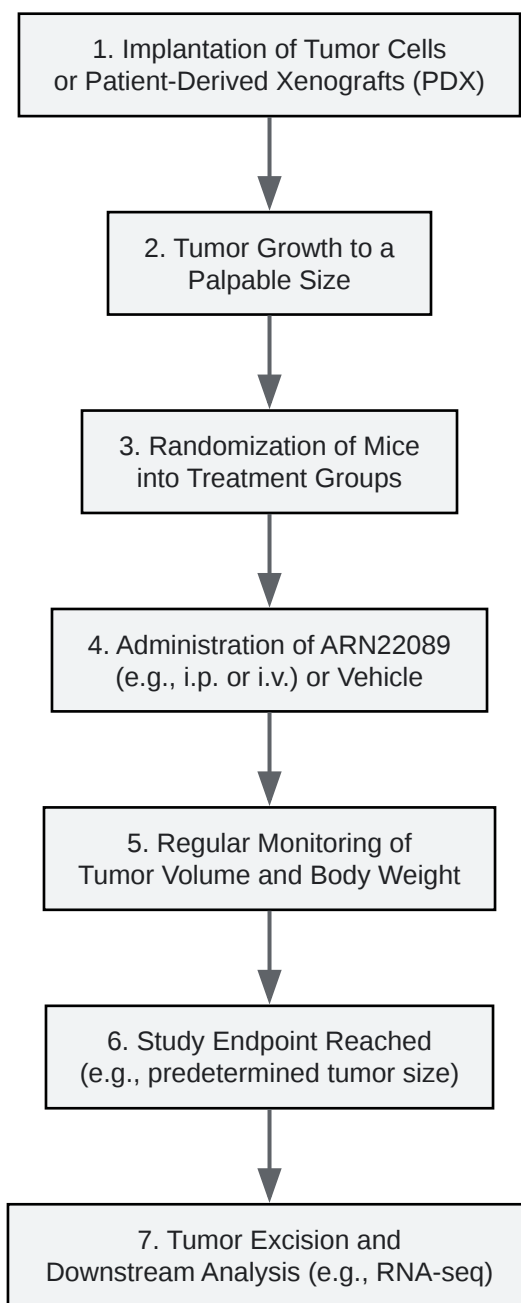 1. Implantation of Tumor Cells
or Patient-Derived Xenografts (PDX)
2. Tumor Growth to a
Palpable Size
3. Randomization of Mice
into Treatment Groups
4. Administration of ARN22089
(e.g., i.p. or i.v.) or Vehicle
5. Regular Monitoring of
Tumor Volume and Body Weight
6. Study Endpoint Reached
(e.g., predetermined tumor size)
7. Tumor Excision and
Downstream Analysis (e.g., RNA-seq)